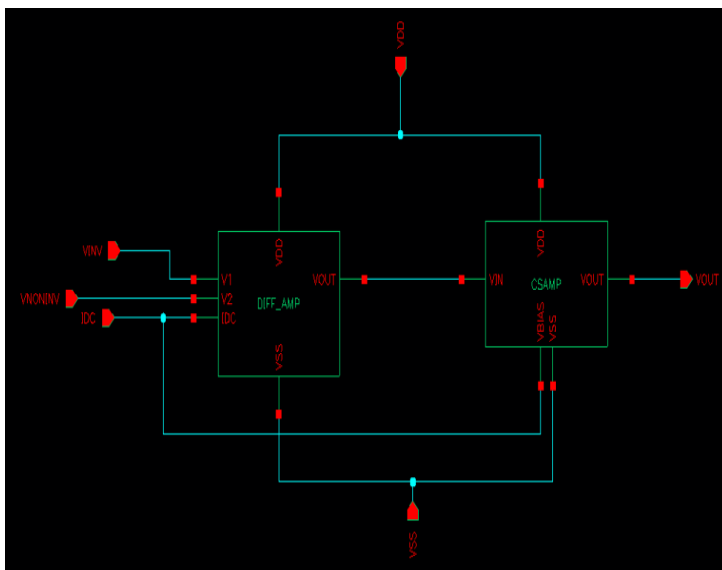 VDD
VINV
VNONINV
IDC
V1
V2
IDC
VDD
VOUT
DIFF_AMP
VSS
VDD
VIN
CSAMP
VOUT
VBIAS
VSS
VOUT
VSS